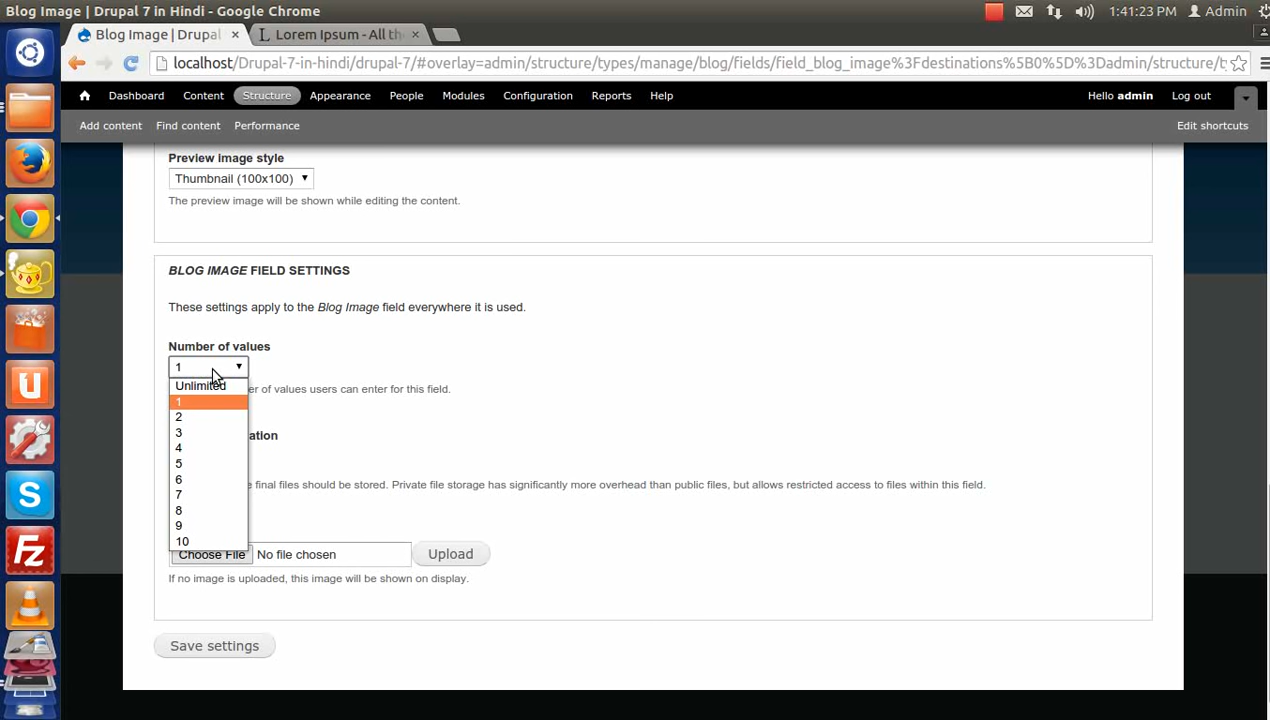 Blog Image | Drupal 7 in Hindi - Google Chrome
1:41:23 PM
Admin
Blog Image | Drupal
Lorem Ipsum - All the
localhost/Drupal-7-in-hindi/drupal-7/#overlay=admin/structure/types/manage/blog/fields/field_blog_image%3Fdestinations%5B0%5D%3Dadmin/structure/ty
Dashboard
Content
Structure
Appearance
People
Modules
Configuration
Reports
Help
Hello admin
Log out
Add content
Find content
Performance
Edit shortcuts
Preview image style
Thumbnail (100x100)
The preview image will be shown while editing the content.
BLOG IMAGE FIELD SETTINGS
These settings apply to the Blog Image field everywhere it is used.
Number of values
1
Unlimited
er of values users can enter for this field.
1
2
3
ation
4
5
6
final files should be stored. Private file storage has significantly more overhead than public files, but allows restricted access to files within this field.
7
8
9
10
Choose File No file chosen
Upload
If no image is uploaded, this image will be shown on display.
Save settings